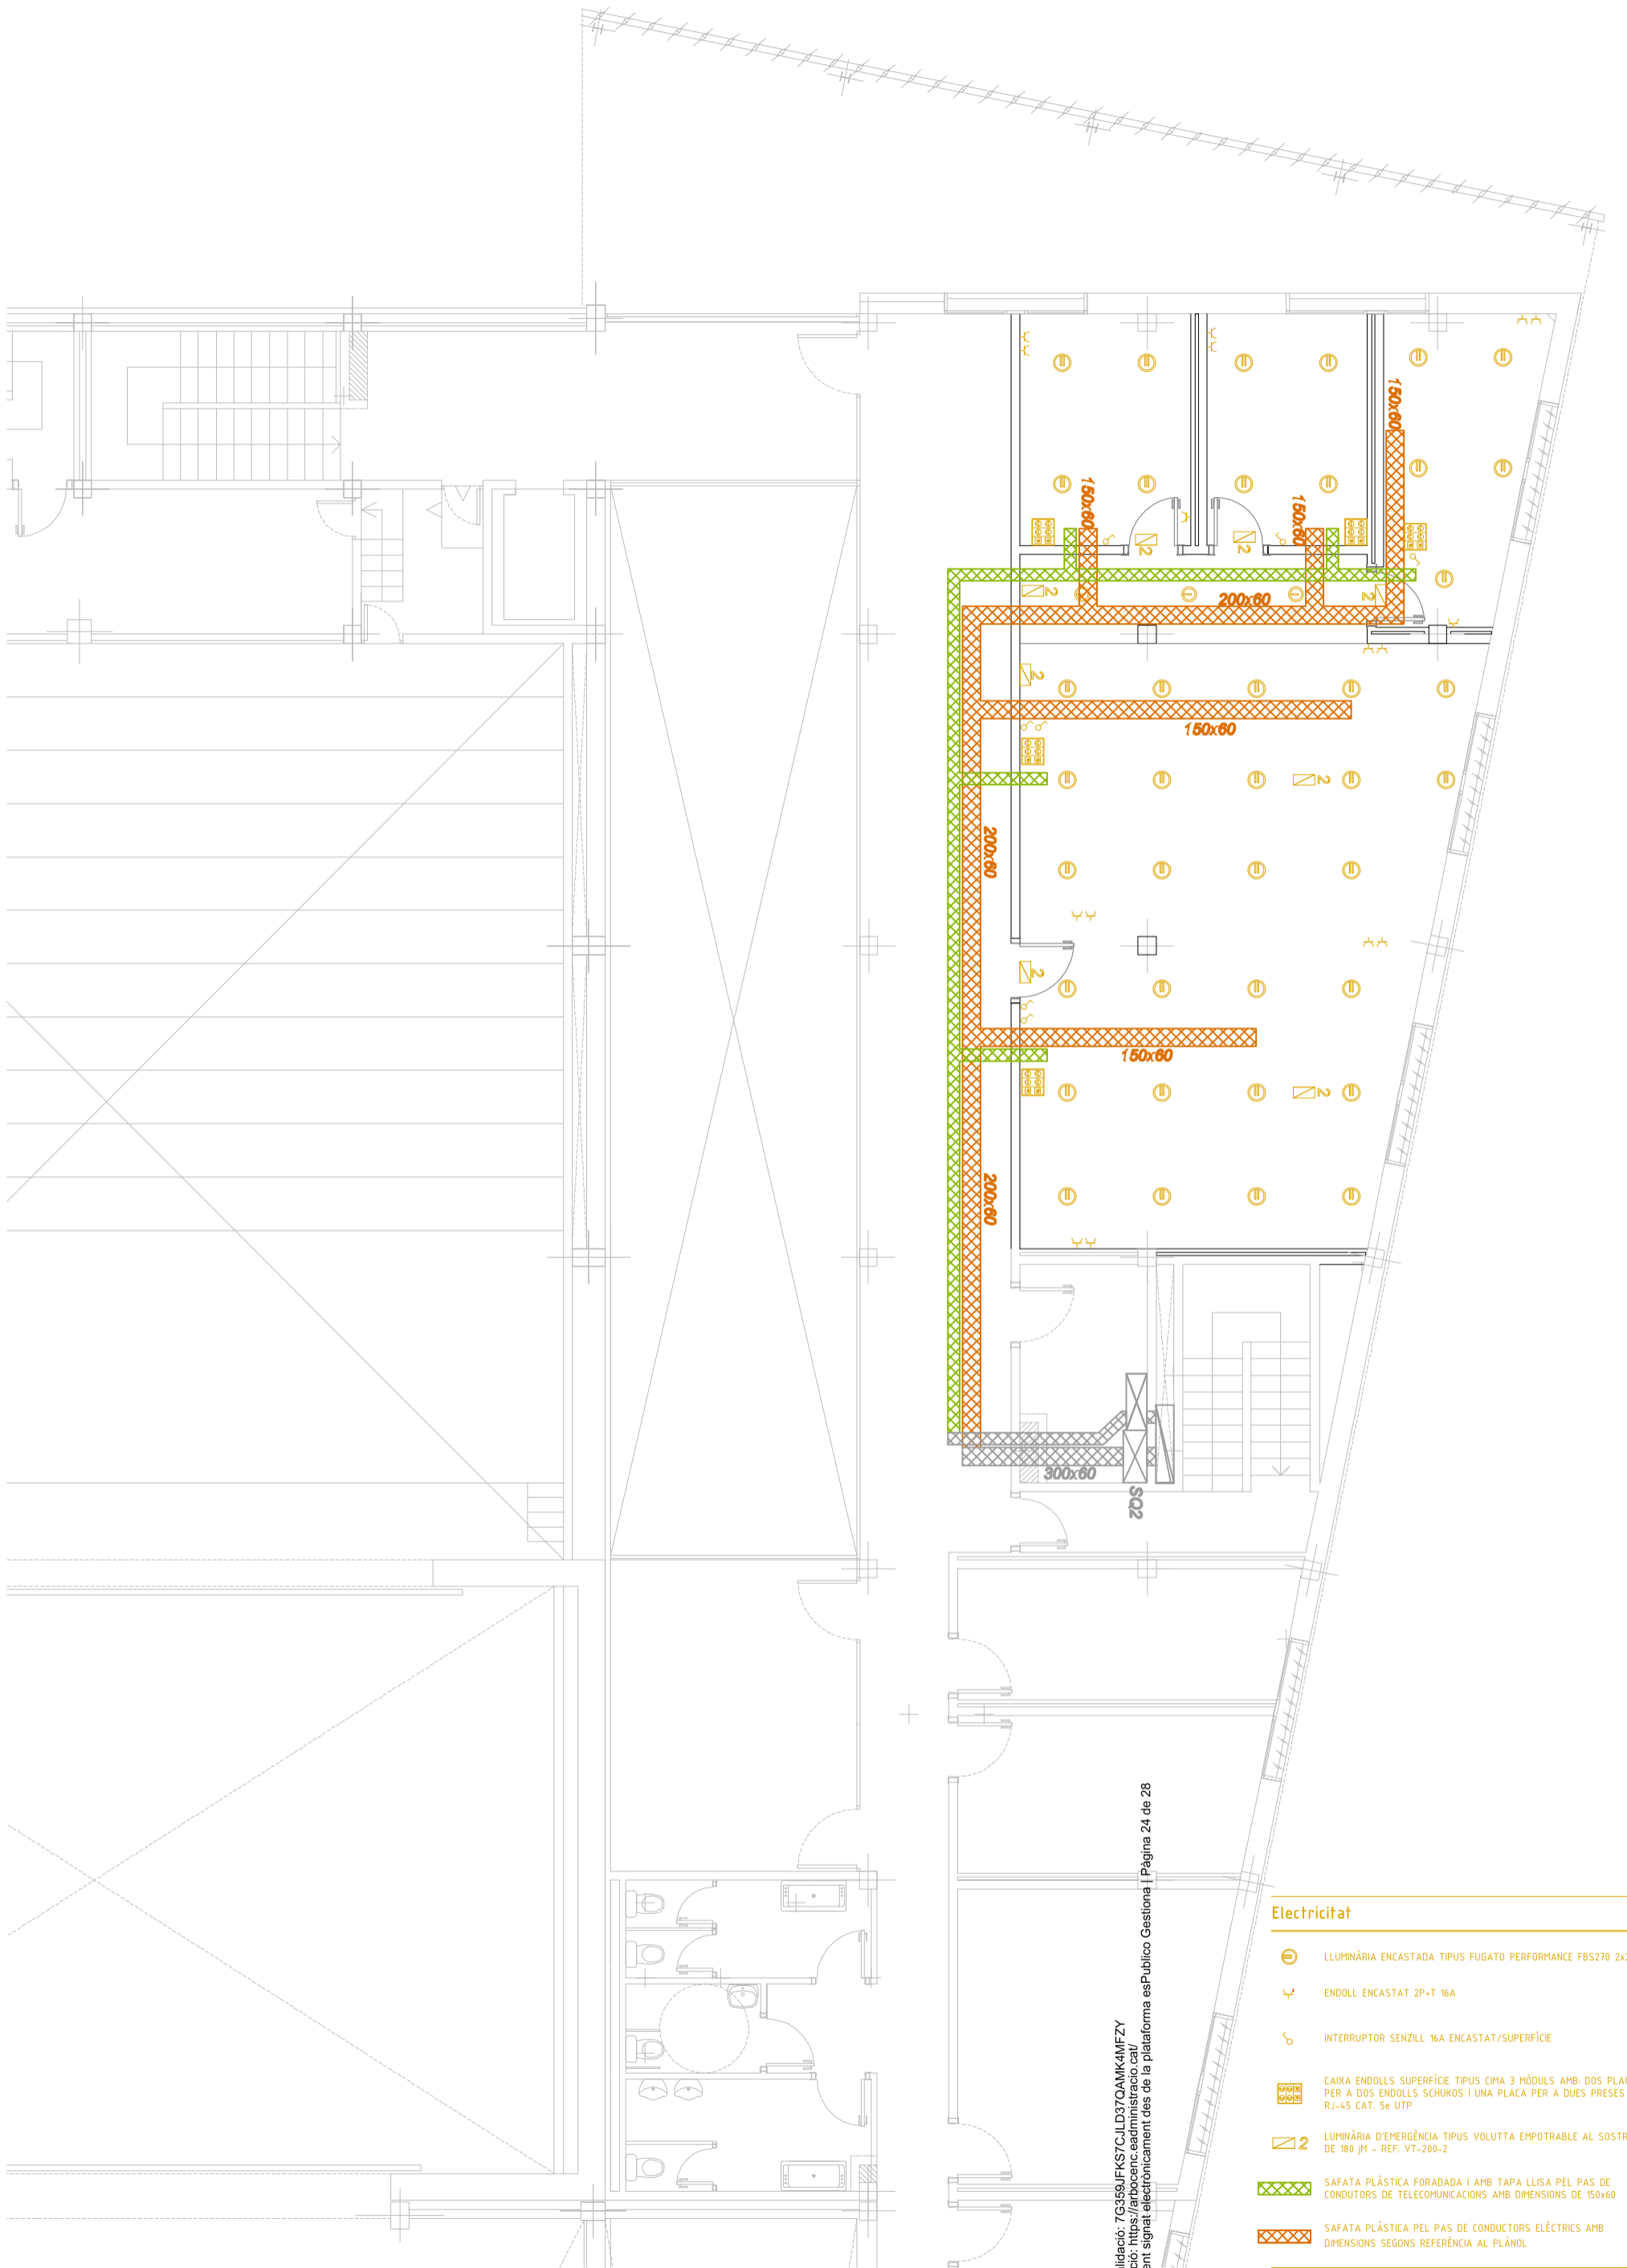 150x60
150x60
150x60
2
2
2
2
200x60
2
150x60
2
200x60
2
150x60
2
200x60
300x60
SQ2
lidació: 7G359JFKS7CJLD37QAMK4MFZY
ció: https://arbocenc.eadministracio.cat/
ent signat electrònicament des de la plataforma esPublico Gestiona | Pàgina 24 de 28
Electricitat
LLUMINÀRIA ENCASTADA TIPUS FUGATO PERFORMANCE FBS270
ENDOLL ENCASTAT 2P+T 16A
INTERRUPTOR SENZILL 16A ENCASTAT/SUPERFÍCIE
CAIXA ENDOLLS SUPERFÍCIE TIPUS CIMA 3 MÒDULS AMB: DOS
PER A DOS ENDOLLS SCHUKOS I UNA PLACA PER A DUES PRESES
RJ-45 CAT. 5e UTP
2
LUMINÀRIA D'EMERGÈNCIA TIPUS VOLUTTA EMPOTRABLE AL SOSTR
DE 180 jM - REF. VT-200-2
SAFATA PLÀSTICA FORADADA I AMB TAPA LLISA PEL PAS DE
CONDUTORS DE TELECOMUNICACIONS AMB DIMENSIONS DE 150x60
SAFATA PLÀSTICA PEL PAS DE CONDUCTORS ELÈCTRICS AMB
DIMENSIONS SEGONS REFERÈNCIA AL PLÀNOL